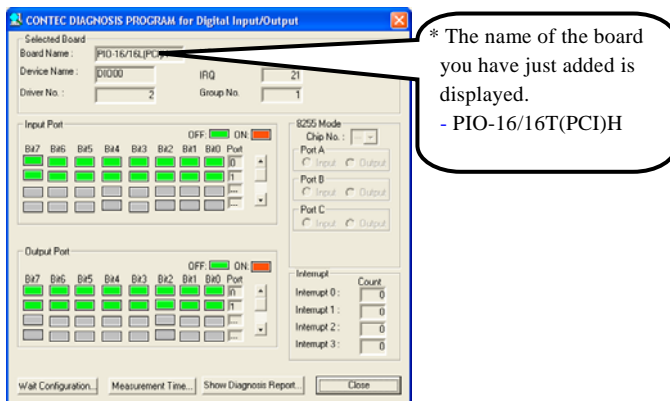 CONTEC DIAGNOSIS PROGRAM for Digital Input/Output
Selected Board
Board Name : PIO-16/16L(PCI)
Device Name : DIO00 IRQ 21
Driver No. : 2 Group No. 1
* The name of the board
you have just added is
displayed.
- PIO-16/16T(PCI)H
Input Port
OFF: ON:
Bit7 Bit6 Bit5 Bit4 Bit3 Bit2 Bit1 Bit0 Port
0
1
...
...
8255 Mode
Chip No. : ...
Port A
Input Output
Port B
Input Output
Port C
Input Output
Output Port
OFF: ON:
Bit7 Bit6 Bit5 Bit4 Bit3 Bit2 Bit1 Bit0 Port
0
1
...
...
Interrupt
Count
Interrupt 0 : 0
Interrupt 1 : 0
Interrupt 2 : 0
Interrupt 3 : 0
Wait Configuration... Measurement Time... Show Diagnosis Report... Close